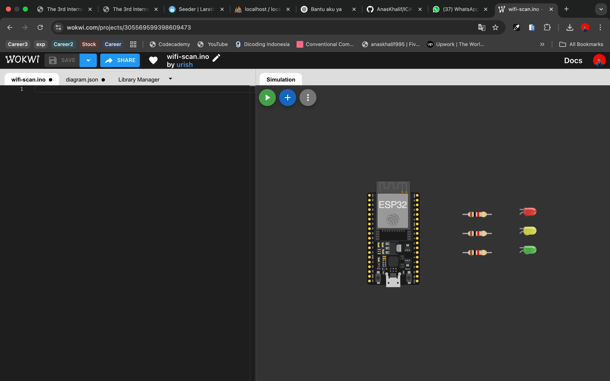 The 3rd Intern
The 3rd Intern
Seeder | Larav
localhost / loca
Bantu aku ya
AnasKhalif/ICit
(37) WhatsApp
wifi-scan.ino
wokwi.com/projects/305569599398609473
Career3
exp
Career2
Stock
Career
Codecademy
YouTube
Dicoding Indonesia
Conventional Com...
anaskhalif995 | Fiv...
Upwork | The Worl...
All Bookmarks
WOKWI
SAVE
SHARE
wifi-scan.ino
by urish
Docs
wifi-scan.ino
diagram.json
Library Manager
Simulation
1
ESP32